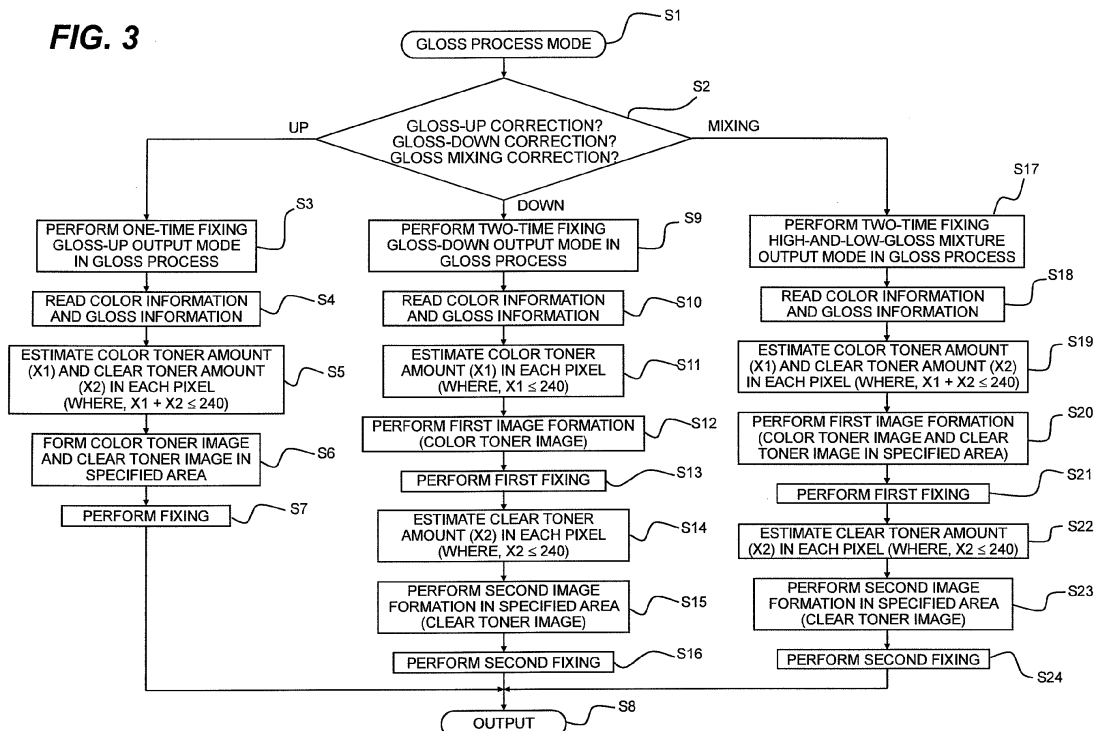 FIG. 3
S1
GLOSS PROCESS MODE
S2
GLOSS-UP CORRECTION?
GLOSS-DOWN CORRECTION?
GLOSS MIXING CORRECTION?
UP
MIXING
DOWN
S3
PERFORM ONE-TIME FIXING
GLOSS-UP OUTPUT MODE
IN GLOSS PROCESS
S4
READ COLOR INFORMATION
AND GLOSS INFORMATION
S5
ESTIMATE COLOR TONER AMOUNT
(X1) AND CLEAR TONER AMOUNT
(X2) IN EACH PIXEL
(WHERE, X1 + X2 ≤ 240)
S6
FORM COLOR TONER IMAGE
AND CLEAR TONER IMAGE IN
SPECIFIED AREA
S7
PERFORM FIXING
S9
PERFORM TWO-TIME FIXING
GLOSS-DOWN OUTPUT MODE IN
GLOSS PROCESS
S10
READ COLOR INFORMATION
AND GLOSS INFORMATION
S11
ESTIMATE COLOR TONER
AMOUNT (X1) IN EACH PIXEL
(WHERE, X1 ≤ 240)
S12
PERFORM FIRST IMAGE FORMATION
(COLOR TONER IMAGE)
S13
PERFORM FIRST FIXING
S14
ESTIMATE CLEAR TONER
AMOUNT (X2) IN EACH PIXEL
(WHERE, X2 ≤ 240)
S15
PERFORM SECOND IMAGE
FORMATION IN SPECIFIED AREA
(CLEAR TONER IMAGE)
S16
PERFORM SECOND FIXING
S17
PERFORM TWO-TIME FIXING
HIGH-AND-LOW-GLOSS MIXTURE
OUTPUT MODE IN GLOSS PROCESS
S18
READ COLOR INFORMATION
AND GLOSS INFORMATION
S19
ESTIMATE COLOR TONER AMOUNT
(X1) AND CLEAR TONER AMOUNT (X2)
IN EACH PIXEL (WHERE, X1 + X2 ≤ 240)
S20
PERFORM FIRST IMAGE FORMATION
(COLOR TONER IMAGE AND CLEAR
TONER IMAGE IN SPECIFIED AREA)
S21
PERFORM FIRST FIXING
S22
ESTIMATE CLEAR TONER AMOUNT
(X2) IN EACH PIXEL (WHERE, X2 ≤ 240)
S23
PERFORM SECOND IMAGE
FORMATION IN SPECIFIED AREA
(CLEAR TONER IMAGE)
S24
PERFORM SECOND FIXING
S8
OUTPUT